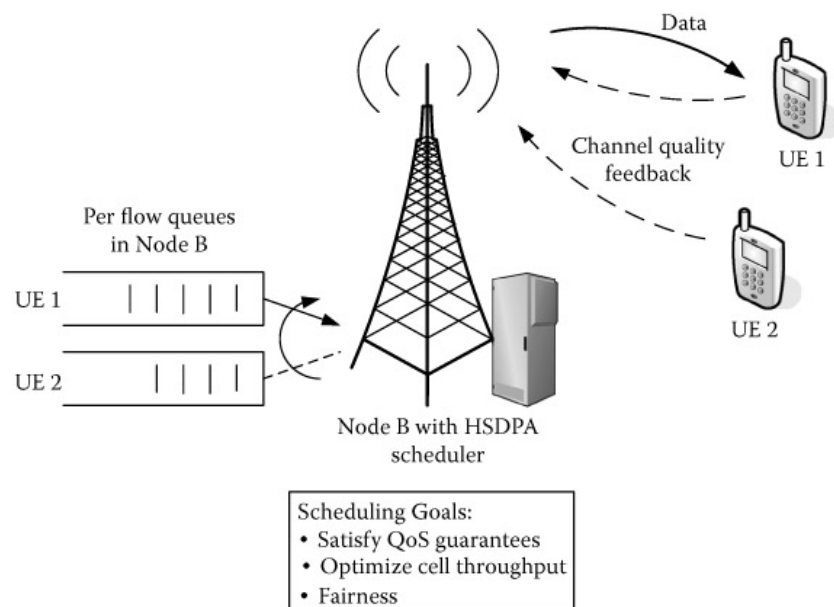 Data
UE 1
Channel quality
feedback
UE 2
Per flow queues
in Node B
UE 1
UE 2
Node B with HSDPA
scheduler
Scheduling Goals:
• Satisfy QoS guarantees
• Optimize cell throughput
• Fairness